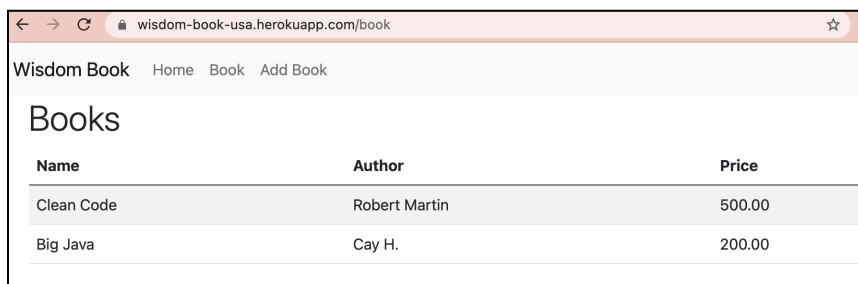 wisdom-book-usa.herokuapp.com/book
Wisdom Book Home Book Add Book
Books
Name Author Price
Clean Code Robert Martin 500.00
Big Java Cay H. 200.00